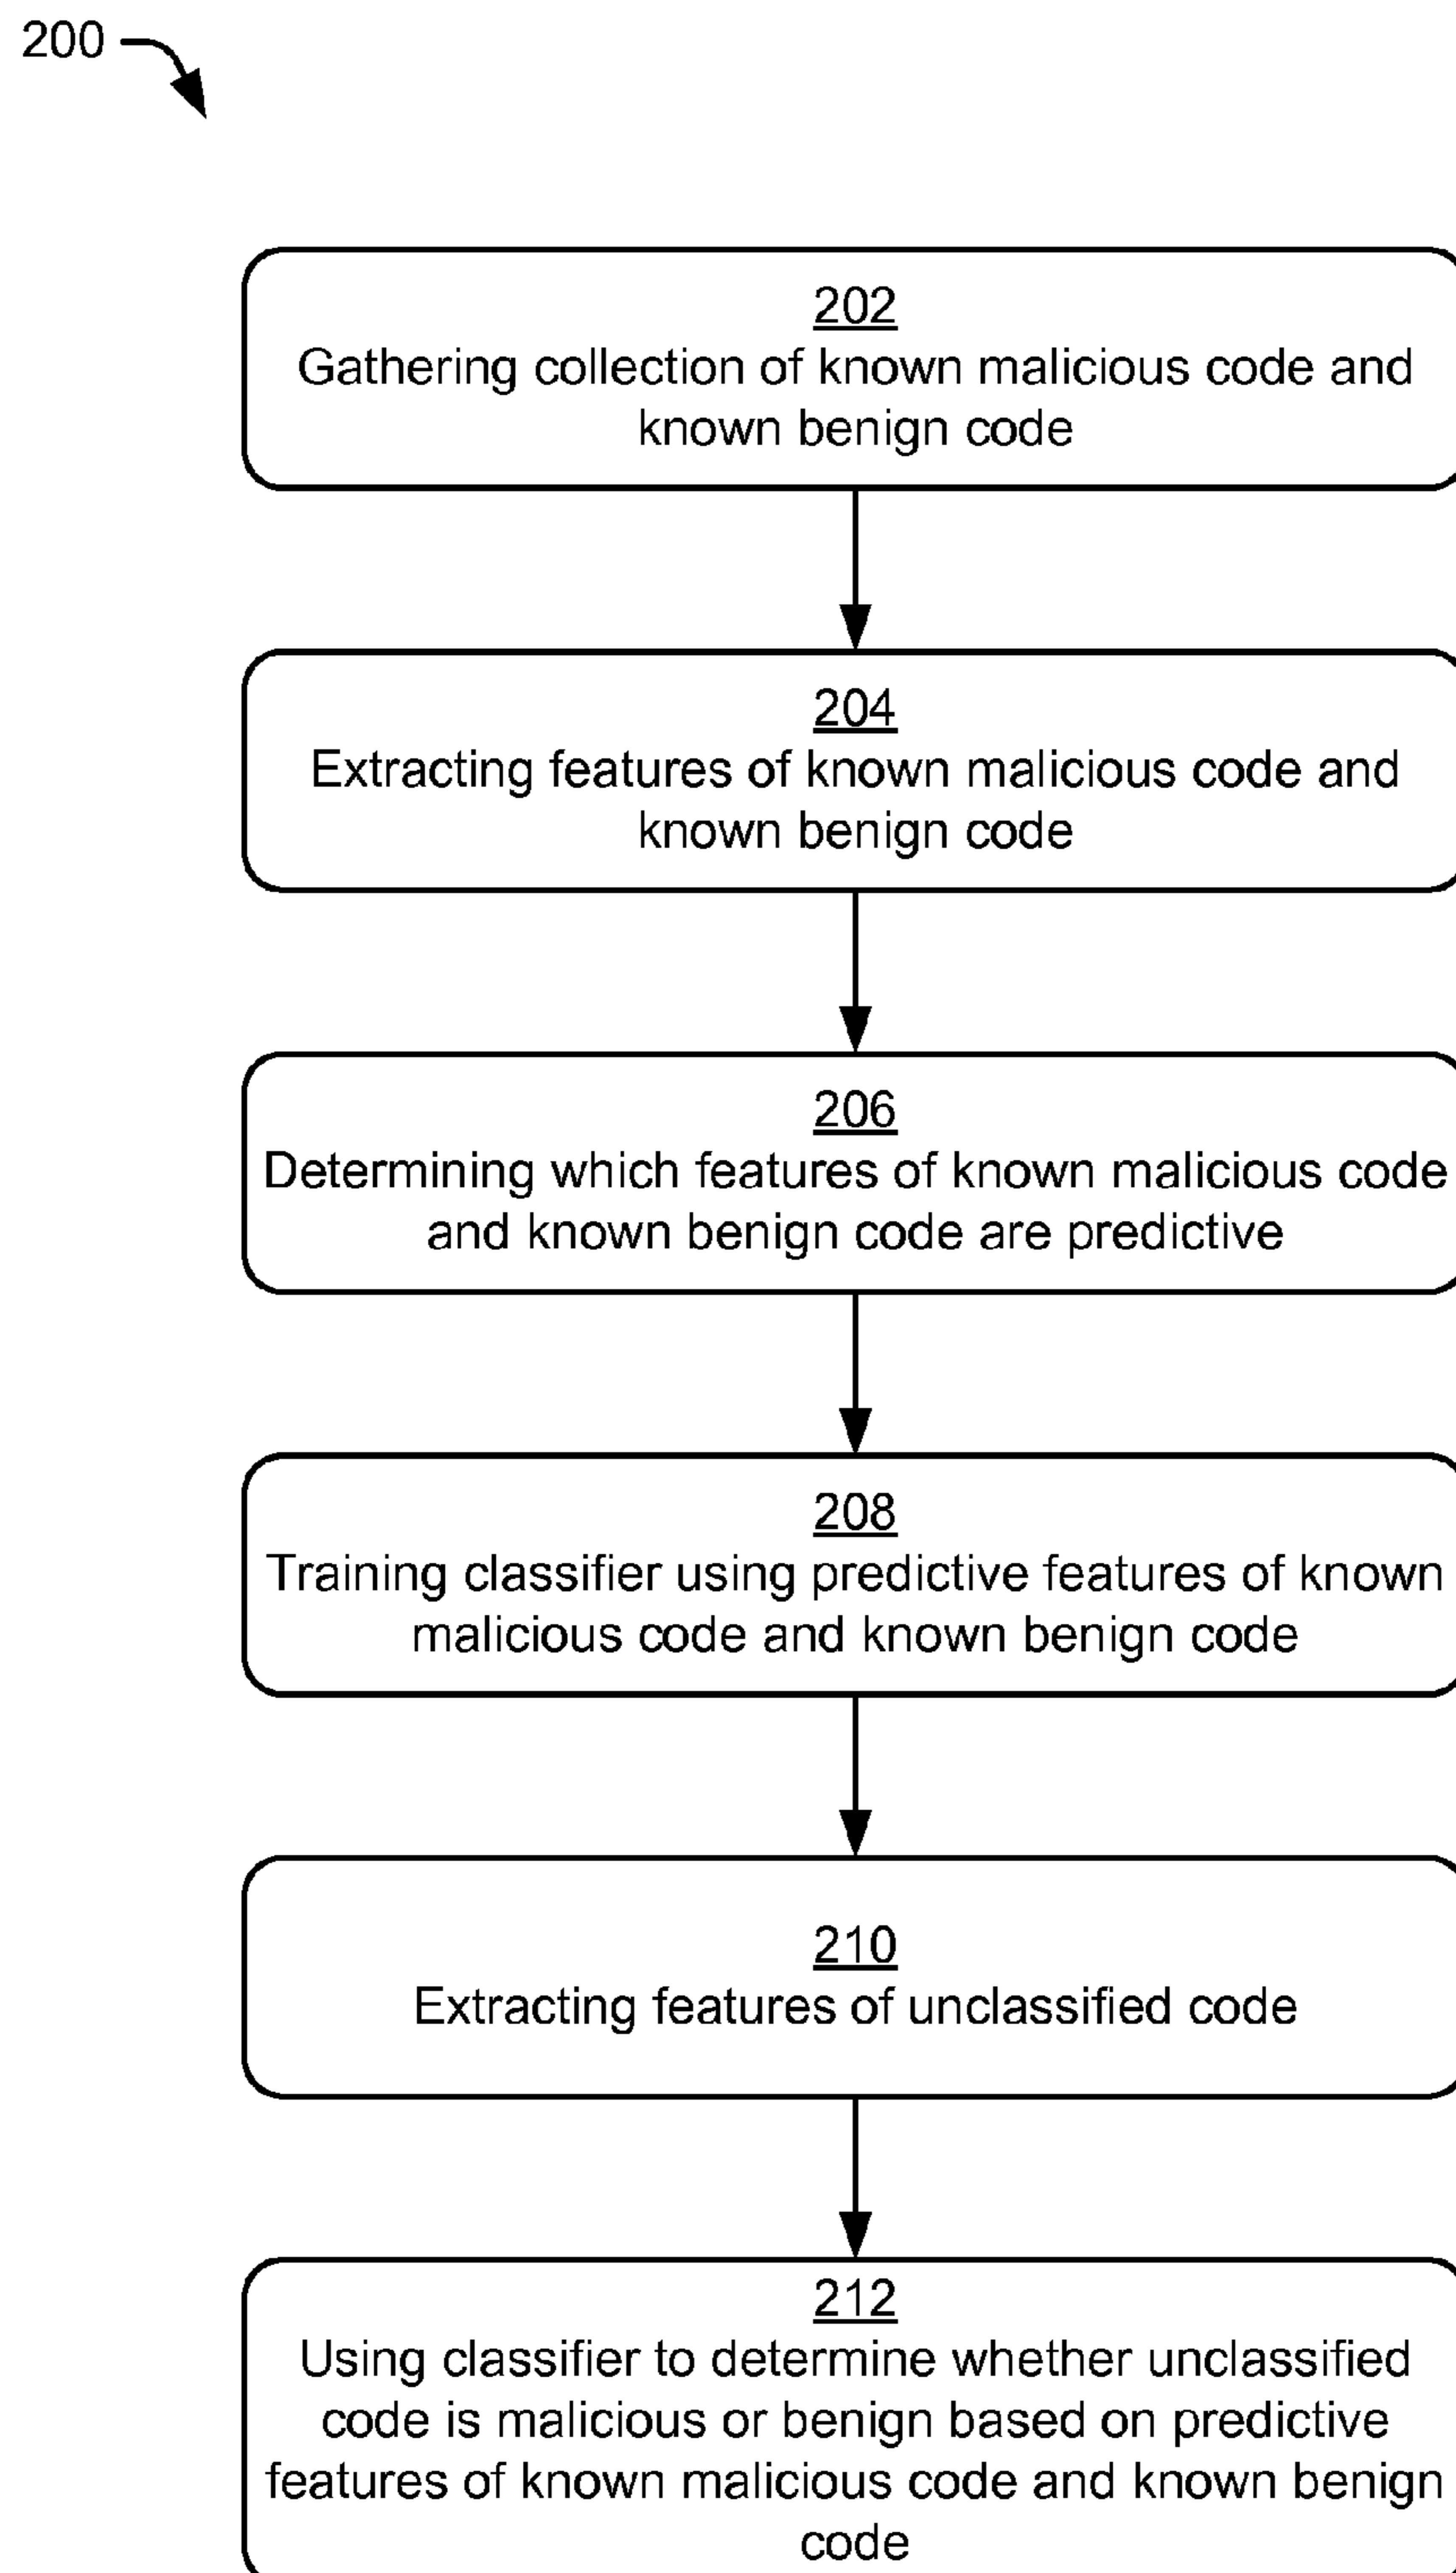 200
202
Gathering collection of known malicious code and
known benign code
204
Extracting features of known malicious code and
known benign code
206
Determining which features of known malicious code
and known benign code are predictive
208
Training classifier using predictive features of known
malicious code and known benign code
210
Extracting features of unclassified code
212
Using classifier to determine whether unclassified
code is malicious or benign based on predictive
features of known malicious code and known benign
code